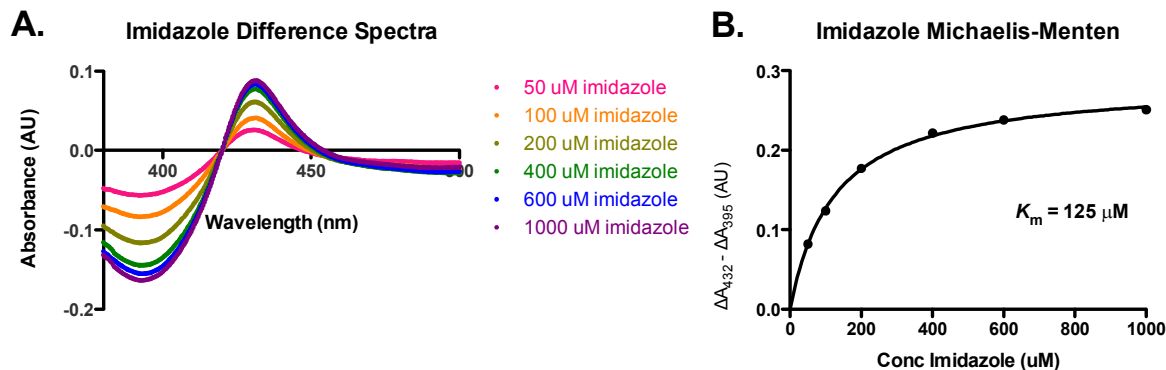 A.
Imidazole Difference Spectra
0.1
0.0
-0.1
-0.2
Absorbance (AU)
400
450
Wavelength (nm)
50 uM imidazole
100 uM imidazole
200 uM imidazole
400 uM imidazole
600 uM imidazole
1000 uM imidazole
B.
Imidazole Michaelis-Menten
0.3
0.2
0.1
0.0
ΔA432 - ΔA395 (AU)
Km = 125 μM
0 200 400 600 800 1000
Conc Imidazole (uM)